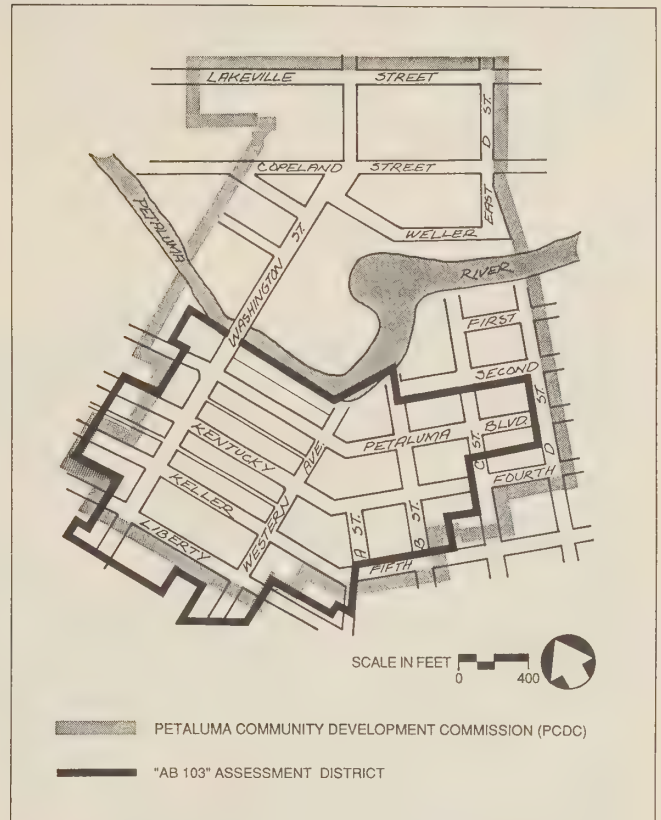 LAKEVILLE STREET
D ST.
EAST
COPELAND STREET
PETALUMA
WELLER
WASHINGTON ST.
RIVER
FIRST
SECOND
KENTUCKY
AVE.
PETALUMA BLVD.
C ST.
D ST.
KELLER
FOURTH
WESTERN
LIBERTY
A ST.
B ST.
FIFTH
SCALE IN FEET
0 400
PETALUMA COMMUNITY DEVELOPMENT COMMISSION (PCDC)
"AB 103" ASSESSMENT DISTRICT